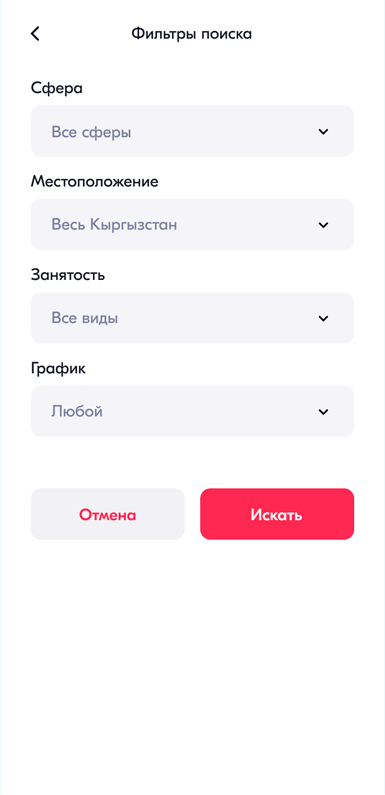 Фильтры поиска
Сфера
Все сферы
Местоположение
Весь Кыргызстан
Занятость
Все виды
График
Любой
Отмена
Искать